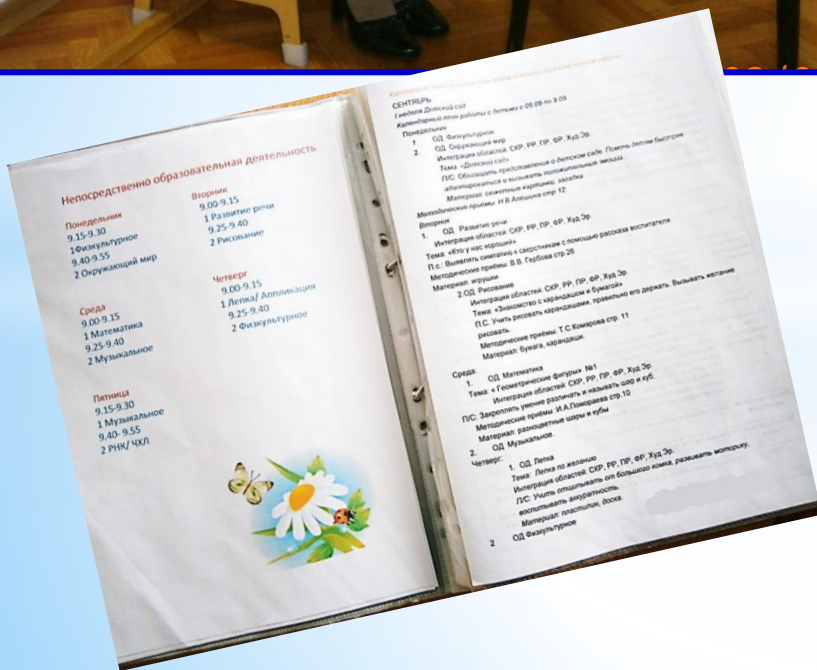 Непосредственно образовательная деятельность
Понедельник
9.15-9.30
1Физкультурное
9.40-9.55
2 Окружающий мир
Вторник
9.00-9.15
1 Развитие речи
9.25-9.40
2 Рисование
Среда
9.00-9.15
1 Математика
9.25-9.40
2 Музыкальное
Четверг
9.00-9.15
1 Лепка/ Аппликация
9.25-9.40
2 Физкультурное
Пятница
9.15-9.30
1 Музыкальное
9.40- 9.55
2 РНК/ ЧХЛ
СЕНТЯБРЬ
I неделя Детский сад
Календарный план работы с детьми с 05.09 по 9.09
Понедельник
1. ОД Физкультурное
2. ОД Окружающий мир
Интеграция областей: СКР, РР, ПР, ФР, Худ.Эр.
Тема: «Детский сад»
П/С: Обогащать представления о детском саде. Помочь детям быстрее
адаптироваться и вызывать положительные эмоции.
Материал: сюжетные картинки, загадки
Методические приёмы: Н.В.Алешина стр 12
Вторник
1. ОД Развитие речи
Интеграция областей: СКР, РР, ПР, ФР, Худ.Эр.
Тема: «Кто у нас хороший»
П.с.: Выявлять симпатию к сверстникам с помощью рассказа воспитателя
Методические приёмы: В.В. Гербова стр.26
Материал: игрушки
2.ОД Рисование
Интеграция областей: СКР, РР, ПР, ФР, Худ.Эр.
Тема: «Знакомство с карандашом и бумагой»
П.С. Учить рисовать карандашами, правильно его держать. Вызывать желание
рисовать.
Методические приёмы: Т.С.Комарова стр. 11
Материал: бумага, карандаши.
Среда:
1. ОД Математика
Тема: « Геометрические фигуры» №1
Интеграция областей: СКР, РР, ПР, ФР, Худ.Эр.
П/С: Закреплять умение различать и называть шар и куб.
Методические приёмы: И.А.Помораева стр.10
Материал: разноцветные шары и кубы
2. ОД Музыкальное.
Четверг:
1. ОД Лепка
Тема: Лепка по желанию
Интеграция областей: СКР, РР, ПР, ФР, Худ.Эр.
П/С: Учить отщипывать от большого комка, развивать моторику,
воспитывать аккуратность.
Материал: пластилин, доска.
2 ОД Физкультурное